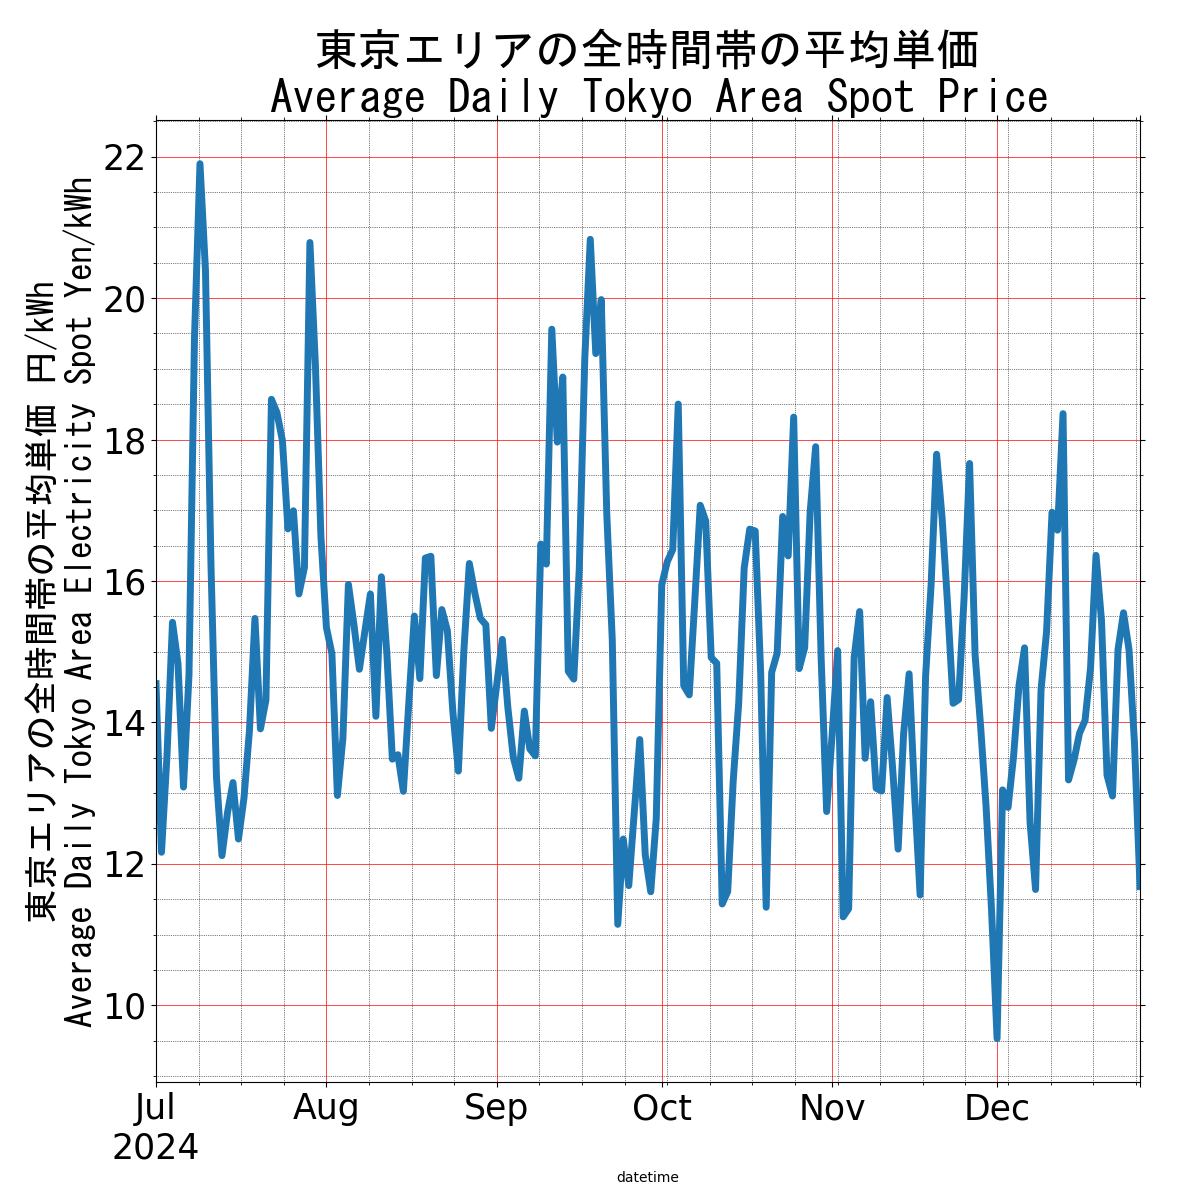 東京エリアの全時間帯の平均単価
Average Daily Tokyo Area Spot Price
東京エリアの全時間帯の平均単価 円/kWh
Average Daily Tokyo Area Electricity Spot Yen/kWh
22
20
18
16
14
12
10
Jul
2024
Aug
Sep
Oct
Nov
Dec
datetime